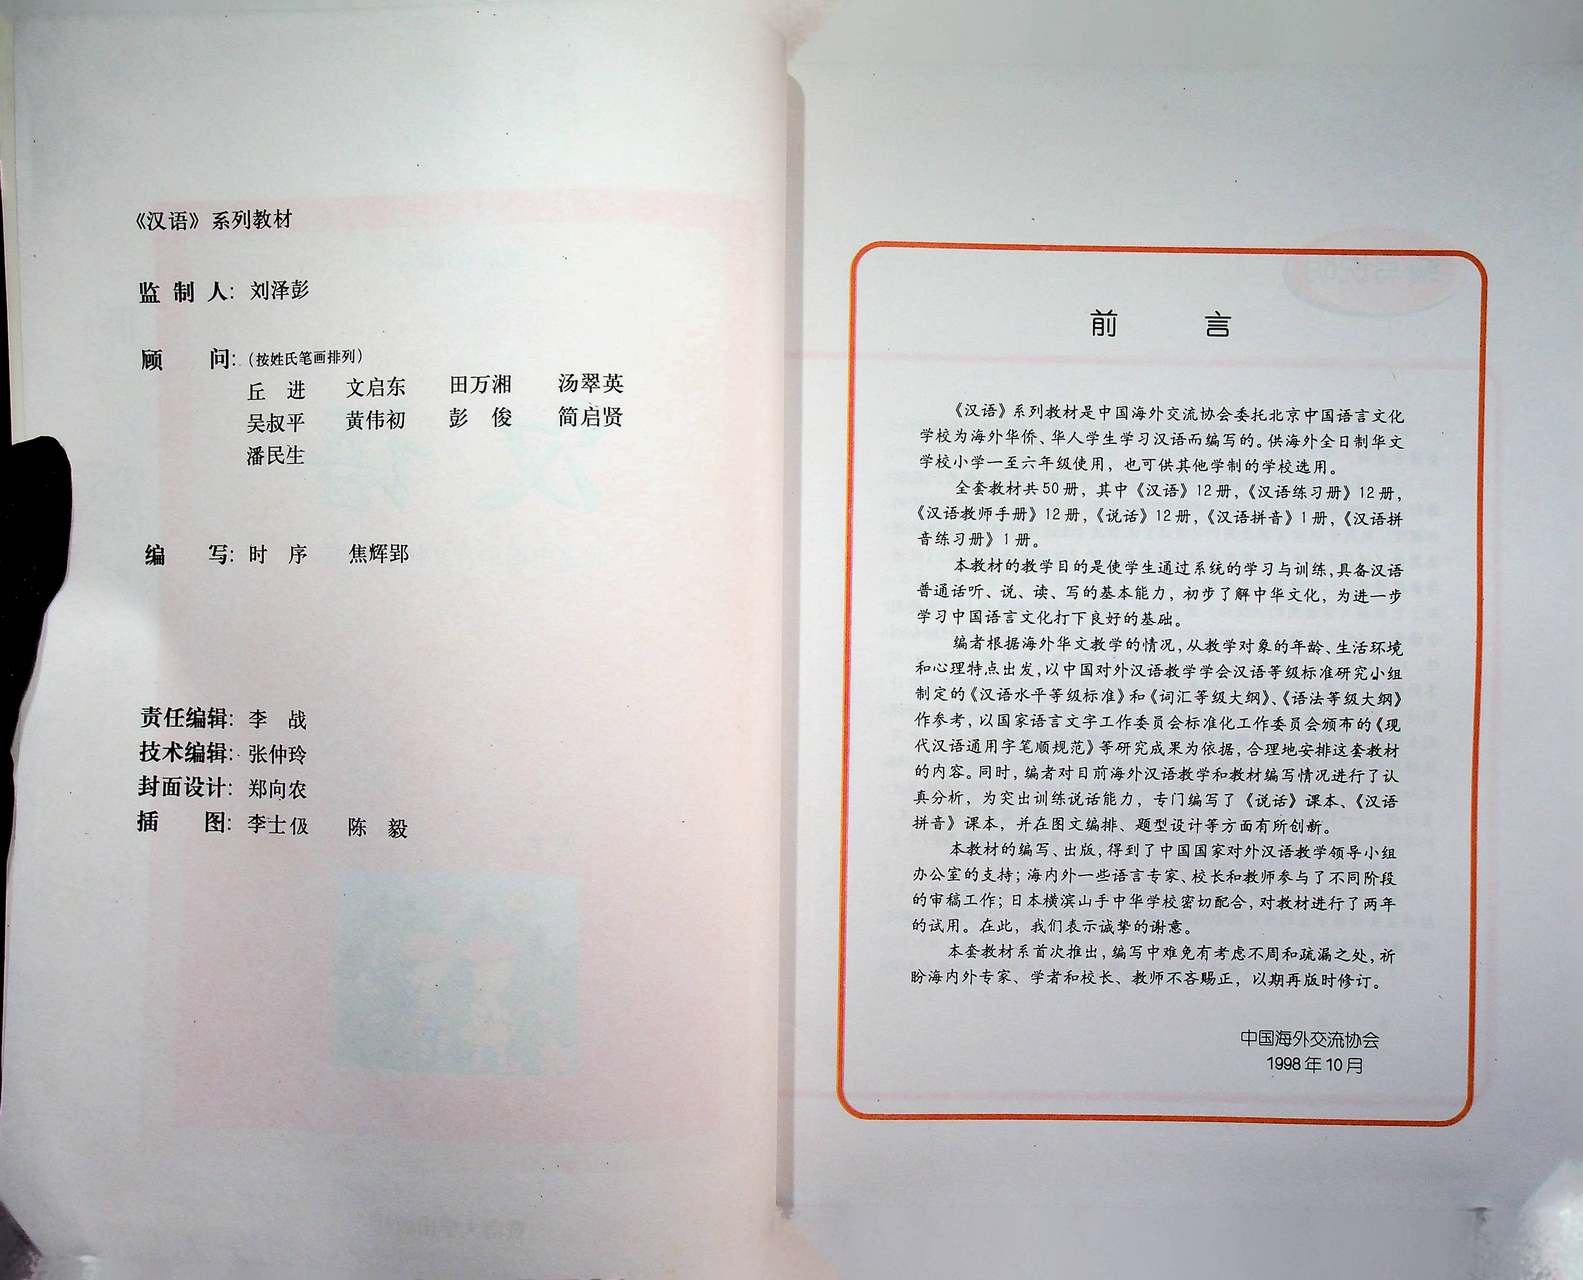 《汉语》系列教材
监 制 人：刘泽彭
顾 问：（按姓氏笔画排列）
丘 进 文启东 田万湘 汤翠英
吴叔平 黄伟初 彭 俊 简启贤
潘民生
编 写：时 序 焦辉郢
责任编辑：李 战
技术编辑：张仲玲
封面设计：郑向农
插 图：李士伋 陈 毅
前 言
《汉语》系列教材是中国海外交流协会委托北京中国语言文化
学校为海外华侨、华人学生学习汉语而编写的。供海外全日制华文
学校小学一至六年级使用，也可供其他学制的学校选用。
全套教材共50册，其中《汉语》12册，《汉语练习册》12册，
《汉语教师手册》12册，《说话》12册，《汉语拼音》1册，《汉语拼
音练习册》1册。
本教材的教学目的是使学生通过系统的学习与训练，具备汉语
普通话听、说、读、写的基本能力，初步了解中华文化，为进一步
学习中国语言文化打下良好的基础。
编者根据海外华文教学的情况，从教学对象的年龄、生活环境
和心理特点出发，以中国对外汉语教学学会汉语等级标准研究小组
制定的《汉语水平等级标准》和《词汇等级大纲》、《语法等级大纲》
作参考，以国家语言文字工作委员会标准化工作委员会颁布的《现
代汉语通用字笔顺规范》等研究成果为依据，合理地安排这套教材
的内容。同时，编者对目前海外汉语教学和教材编写情况进行了认
真分析，为突出训练说话能力，专门编写了《说话》课本、《汉语
拼音》课本，并在图文编排、题型设计等方面有所创新。
本教材的编写、出版，得到了中国国家对外汉语教学领导小组
办公室的支持；海内外一些语言专家、校长和教师参与了不同阶段
的审稿工作；日本横滨山手中华学校密切配合，对教材进行了两年
的试用。在此，我们表示诚挚的谢意。
本套教材系首次推出，编写中难免有考虑不周和疏漏之处，祈
盼海内外专家、学者和校长、教师不吝赐正，以期再版时修订。
中国海外交流协会
1998年10月